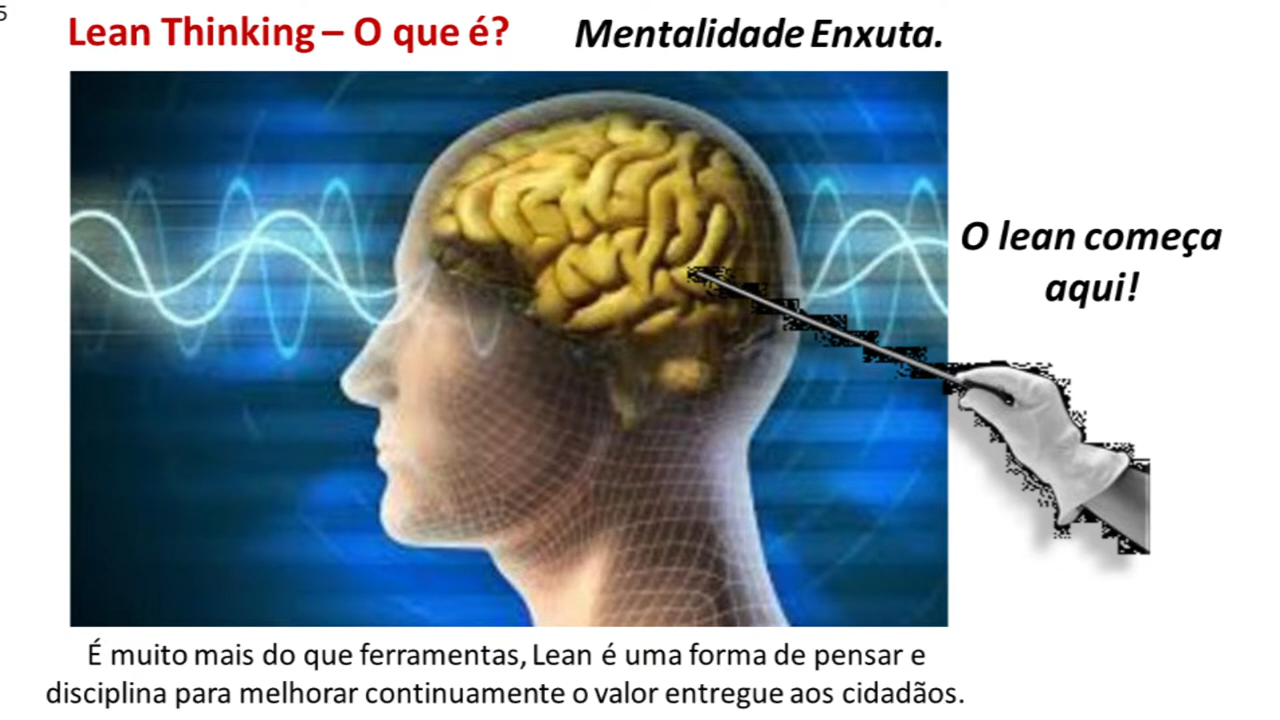 5
Lean Thinking – O que é? Mentalidade Enxuta.
O lean começa
aqui!
É muito mais do que ferramentas, Lean é uma forma de pensar e
disciplina para melhorar continuamente o valor entregue aos cidadãos.